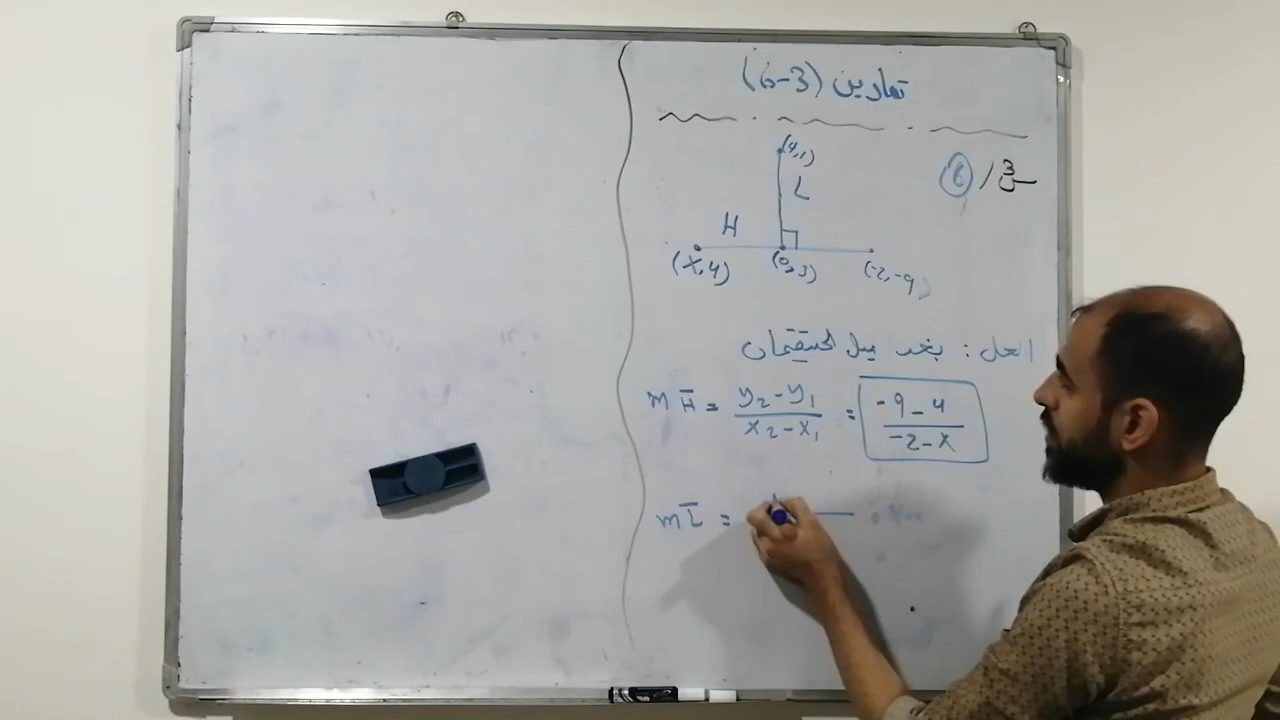 تمارين (3-6)
س3 / 6
(4,1)
L
H
(-x,4) (0,3) (-2,-9)
الحل : نجد ميل المستقيمان
m H̅ = y₂-y₁ / x₂-x₁ = -9-4 / -2-x
m L̅ =